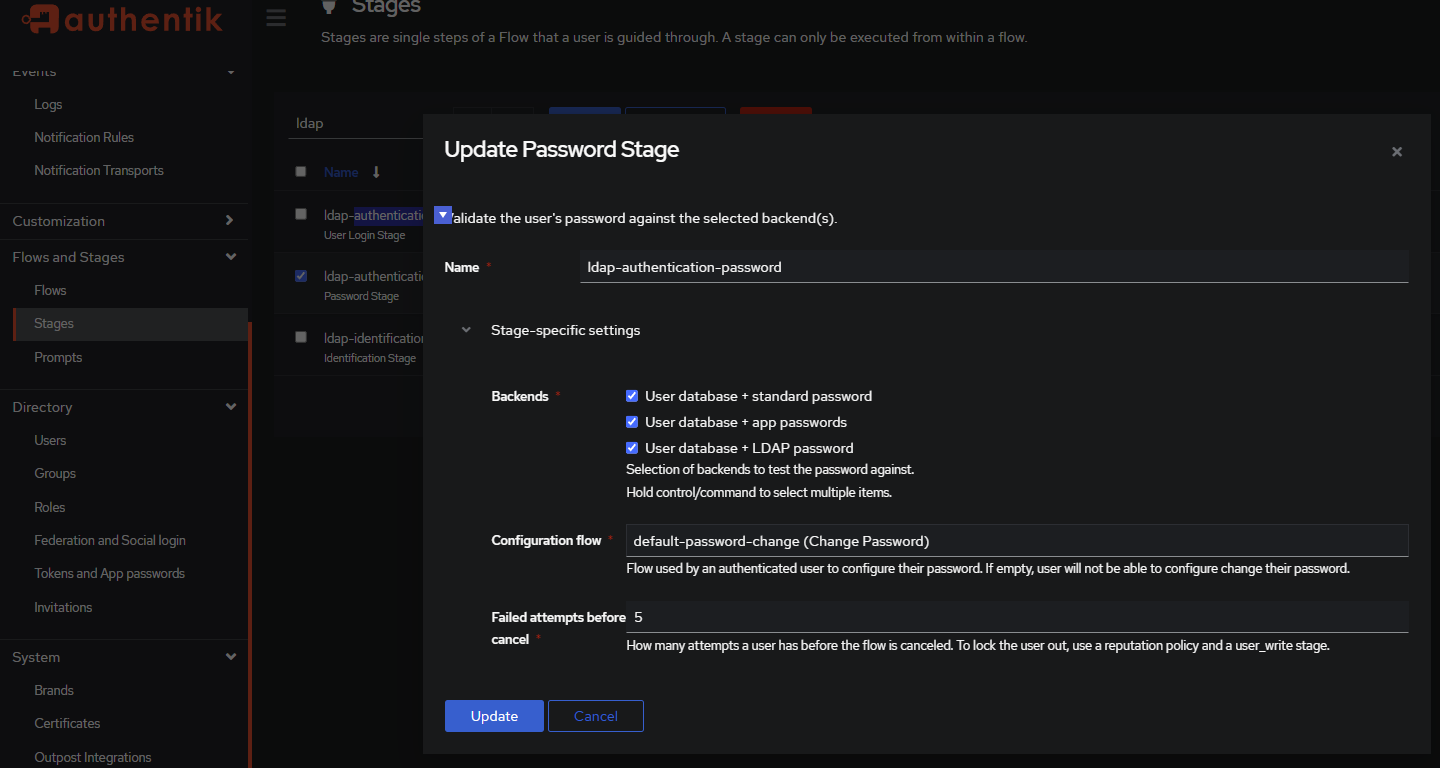 authentik
Stages
Stages are single steps of a Flow that a user is guided through. A stage can only be executed from within a flow.
Events
Logs
Notification Rules
Notification Transports
Customization
Flows and Stages
Flows
Stages
Prompts
Directory
Users
Groups
Roles
Federation and Social login
Tokens and App passwords
Invitations
System
Brands
Certificates
Outpost Integrations
ldap
Name
ldap-authentication
User Login Stage
ldap-authentication
Password Stage
ldap-identification
Identification Stage
Update Password Stage
Validate the user's password against the selected backend(s).
Name *
ldap-authentication-password
Stage-specific settings
Backends *
User database + standard password
User database + app passwords
User database + LDAP password
Selection of backends to test the password against.
Hold control/command to select multiple items.
Configuration flow *
default-password-change (Change Password)
Flow used by an authenticated user to configure their password. If empty, user will not be able to configure change their password.
Failed attempts before
cancel *
5
How many attempts a user has before the flow is canceled. To lock the user out, use a reputation policy and a user_write stage.
Update
Cancel